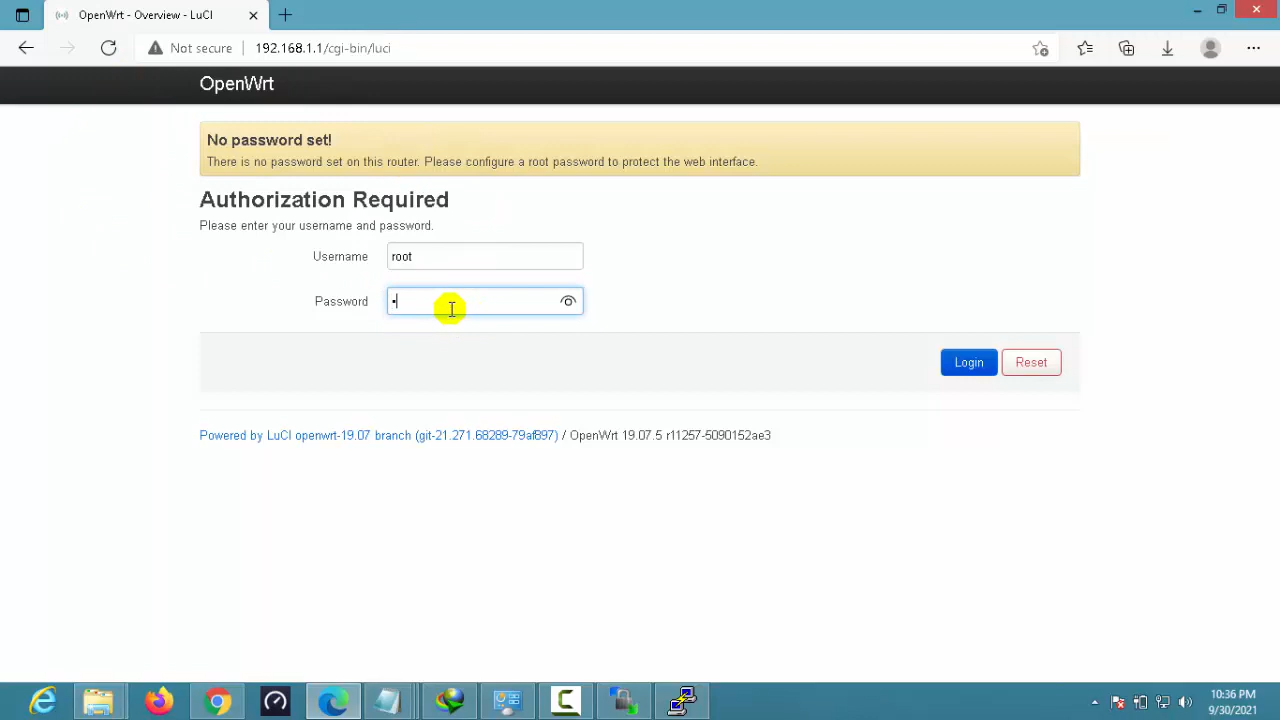 OpenWrt - Overview - LuCI
Not secure
192.168.1.1/cgi-bin/luci
OpenWrt
No password set!
There is no password set on this router. Please configure a root password to protect the web interface.
Authorization Required
Please enter your username and password.
Username
root
Password
Login
Reset
Powered by LuCI openwrt-19.07 branch (git-21.271.68289-79af897) / OpenWrt 19.07.5 r11257-5090152ae3
10:36 PM
9/30/2021